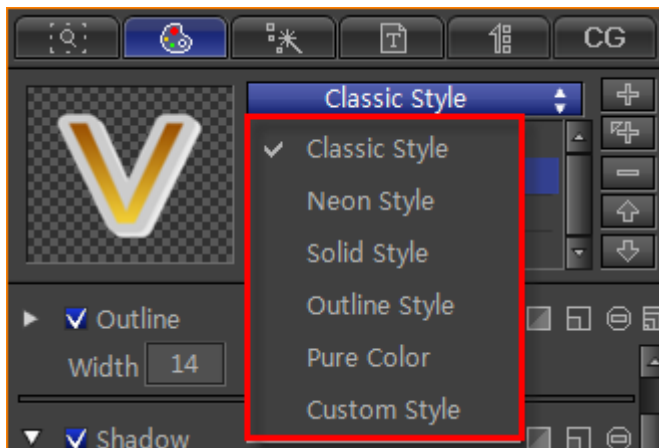 T
CG
V
Classic Style
Classic Style
Neon Style
Solid Style
Outline Style
Pure Color
Custom Style
Outline
Width 14
Shadow